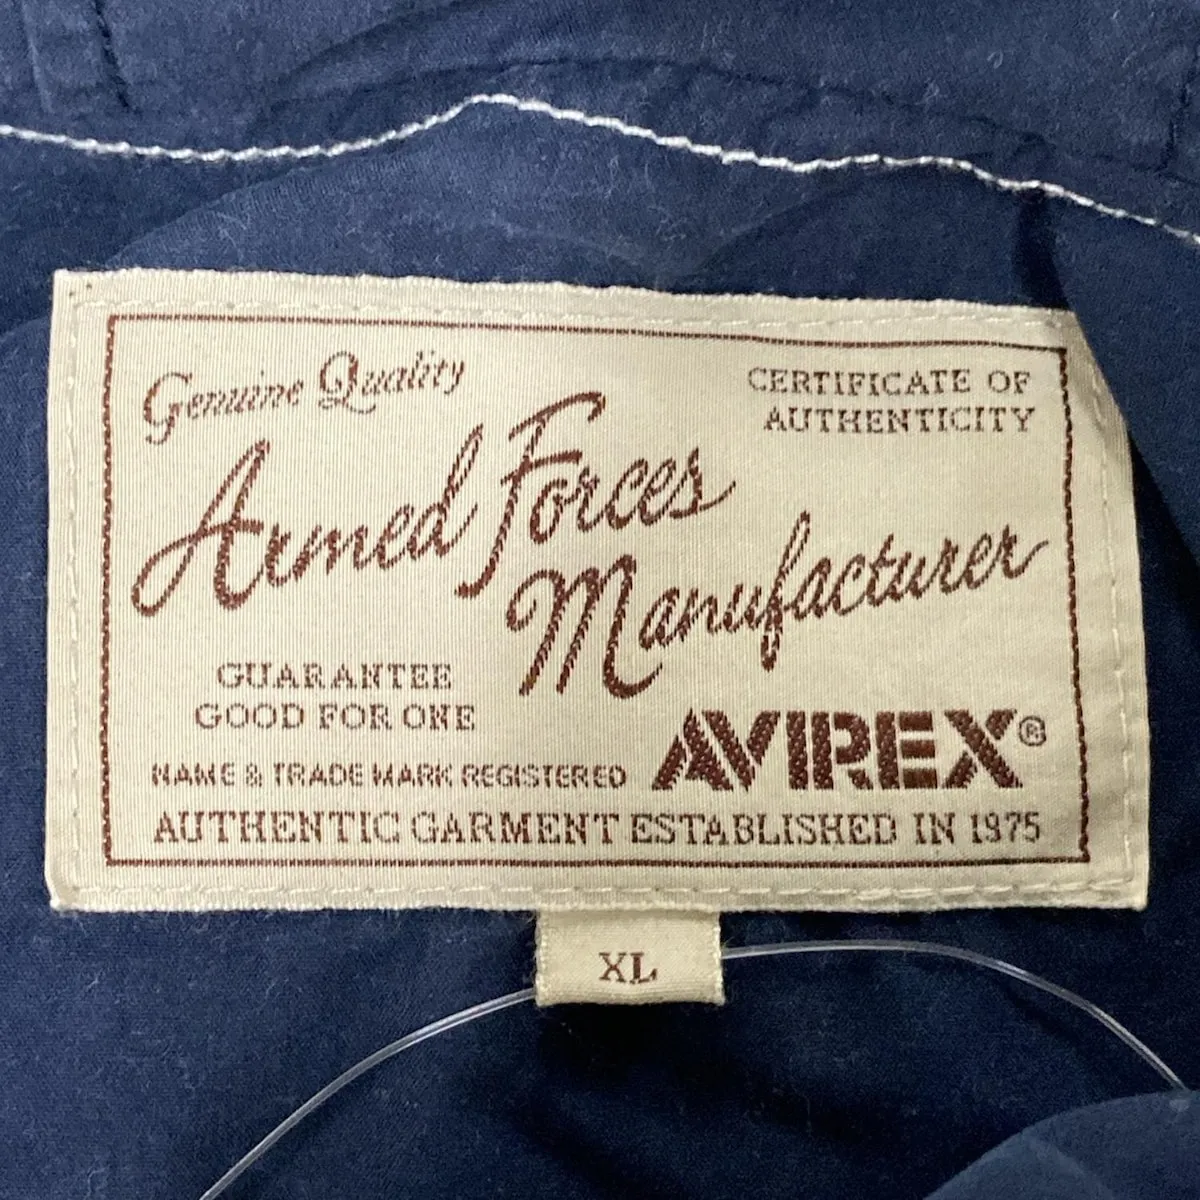 Genuine Quality
CERTIFICATE OF
AUTHENTICITY
Armed Forces
Manufacturer
GUARANTEE
GOOD FOR ONE
NAME & TRADE MARK REGISTERED
AVIREX®
AUTHENTIC GARMENT ESTABLISHED IN 1975
XL